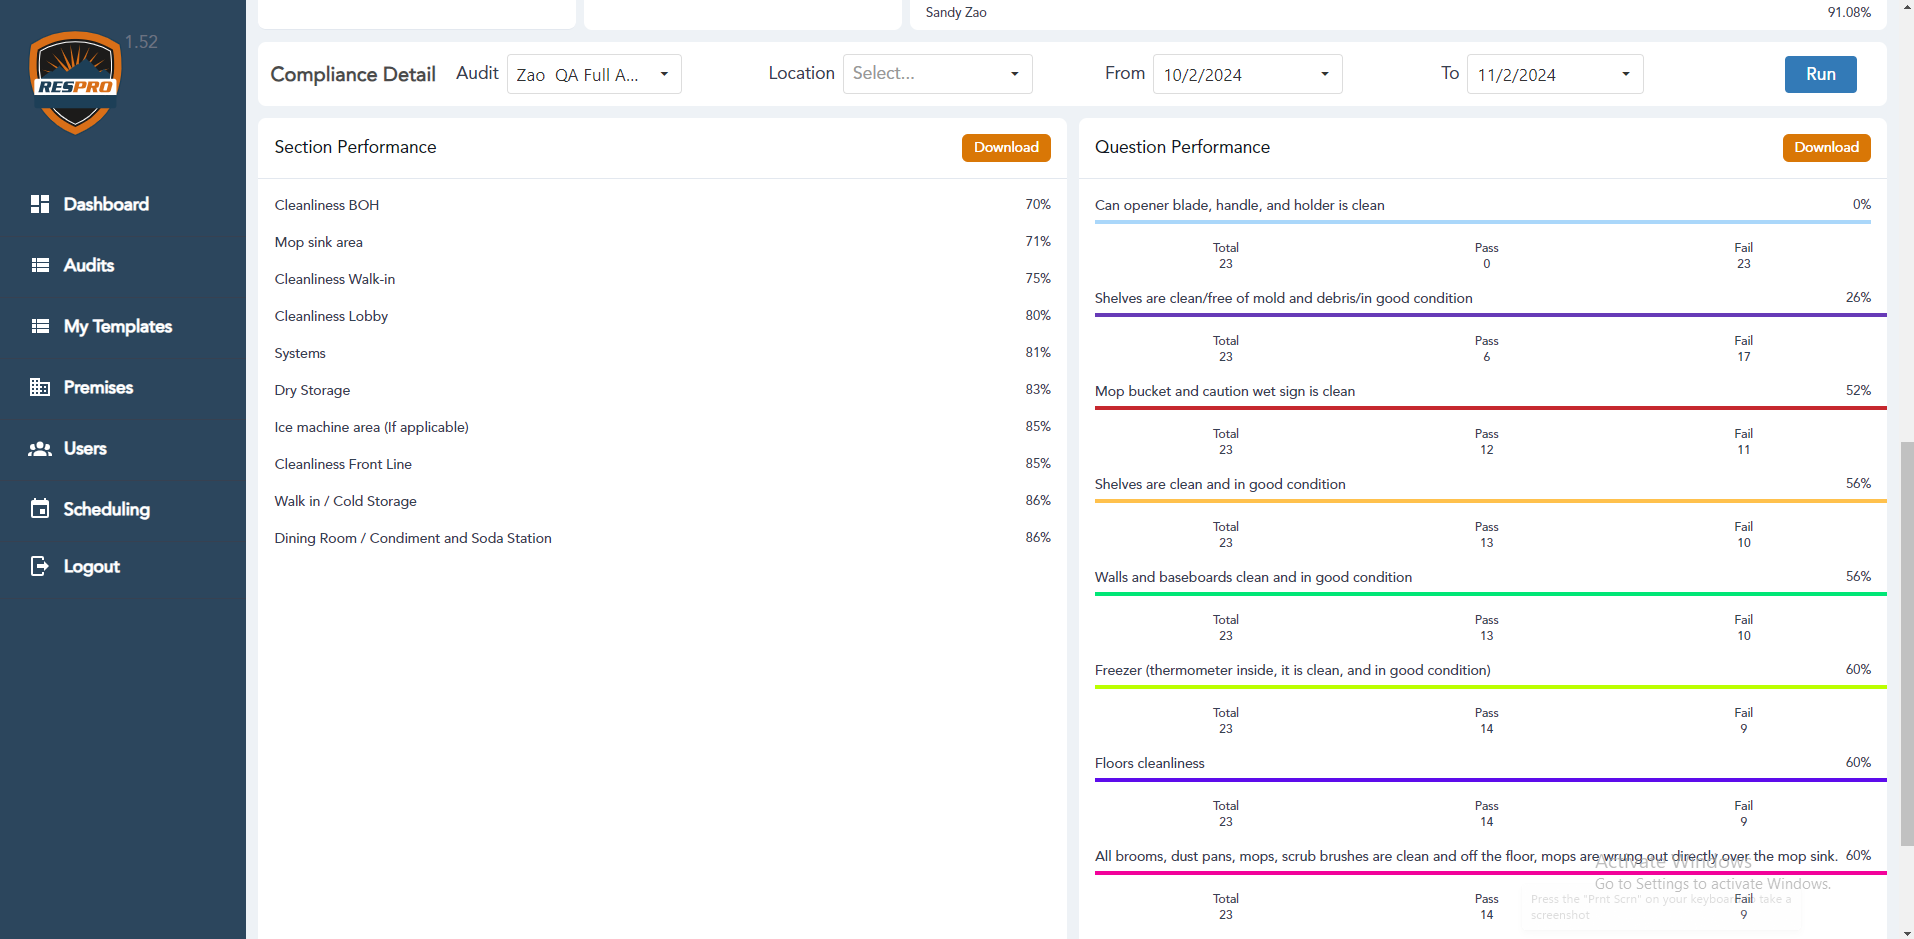 1.52
RESPRO
Dashboard
Audits
My Templates
Premises
Users
Scheduling
Logout
Sandy Zao 91.08%
Compliance Detail Audit Zao QA Full A... Location Select... From 10/2/2024 To 11/2/2024 Run
Section Performance Download
Cleanliness BOH 70%
Mop sink area 71%
Cleanliness Walk-in 75%
Cleanliness Lobby 80%
Systems 81%
Dry Storage 83%
Ice machine area (If applicable) 85%
Cleanliness Front Line 85%
Walk in / Cold Storage 86%
Dining Room / Condiment and Soda Station 86%
Question Performance Download
Can opener blade, handle, and holder is clean 0%
Total Pass Fail
23 0 23
Shelves are clean/free of mold and debris/in good condition 26%
Total Pass Fail
23 6 17
Mop bucket and caution wet sign is clean 52%
Total Pass Fail
23 12 11
Shelves are clean and in good condition 56%
Total Pass Fail
23 13 10
Walls and baseboards clean and in good condition 56%
Total Pass Fail
23 13 10
Freezer (thermometer inside, it is clean, and in good condition) 60%
Total Pass Fail
23 14 9
Floors cleanliness 60%
Total Pass Fail
23 14 9
All brooms, dust pans, mops, scrub brushes are clean and off the floor, mops are wrung out directly over the mop sink. 60%
Total Pass Fail
23 14 9
Activate Windows
Go to Settings to activate Windows.
Press the "Prnt Scrn" on your keyboard to take a
screenshot